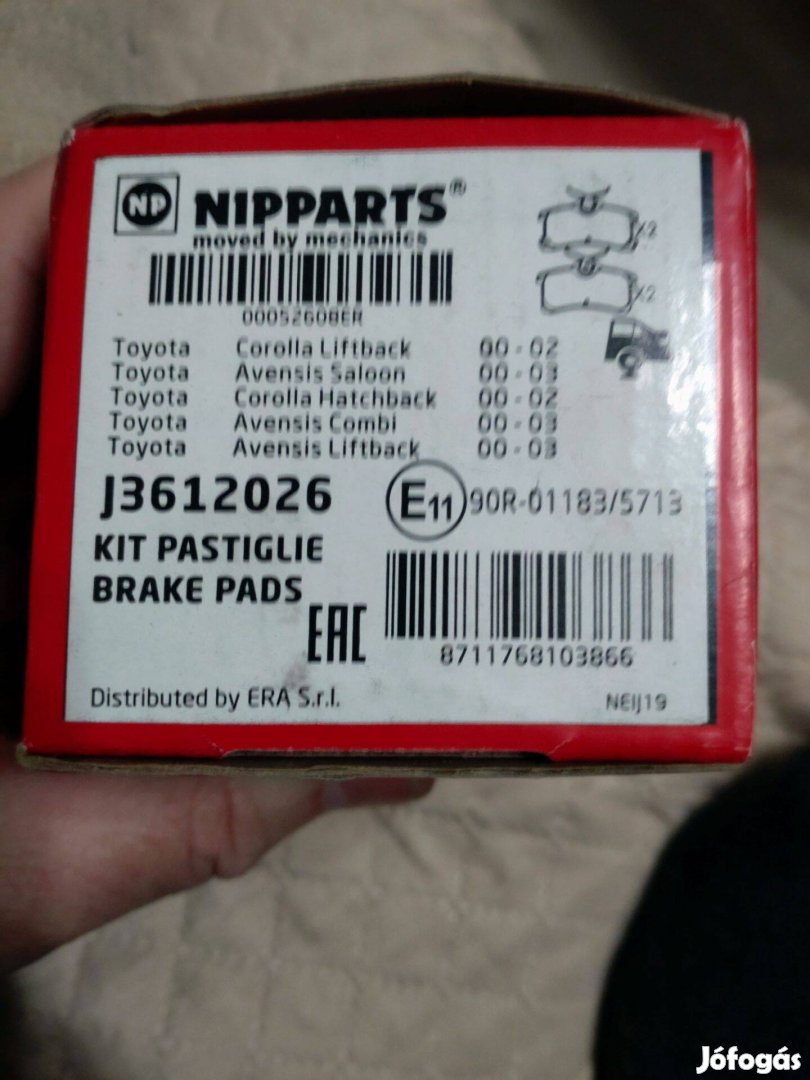 NP NIPPARTS®
moved by mechanics
X2
X2
0005260BER
Toyota Corolla Liftback 00 - 02
Toyota Avensis Saloon 00 - 03
Toyota Corolla Hatchback 00 - 02
Toyota Avensis Combi 00 - 03
Toyota Avensis Liftback 00 - 03
J3612026
E11 90R-01183/5713
KIT PASTIGLIE
BRAKE PADS
EAC
8711768103866
Distributed by ERA S.r.l.
NEIJ19
Jófogás